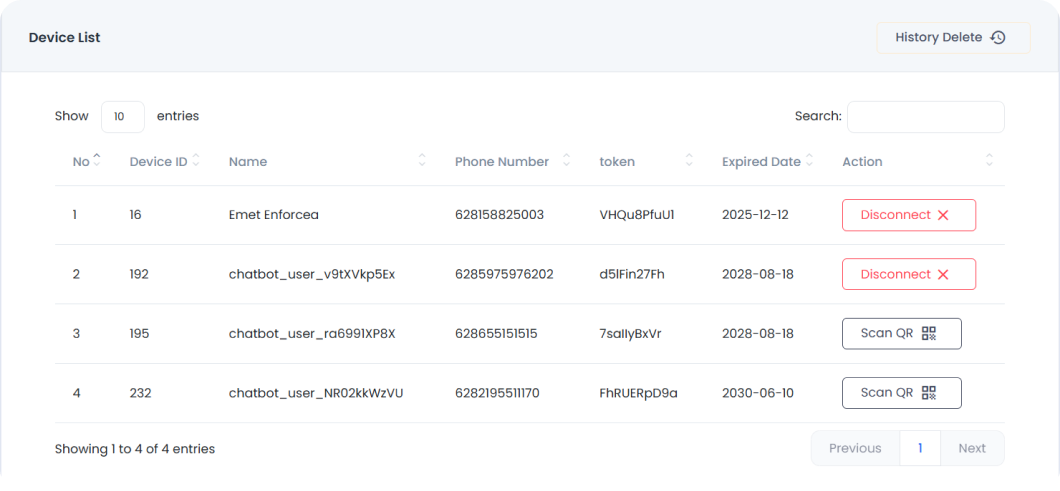 Device List History Delete
Show 10 entries Search:
No Device ID Name Phone Number token Expired Date Action
1 16 Emet Enforcea 628158825003 VHQu8PfuU1 2025-12-12 Disconnect
2 192 chatbot_user_v9tXVkp5Ex 6285975976202 d5lFin27Fh 2028-08-18 Disconnect
3 195 chatbot_user_ra6991XP8X 628655151515 7saIlyBxVr 2028-08-18 Scan QR
4 232 chatbot_user_NR02kkWzVU 6282195511170 FhRUERpD9a 2030-06-10 Scan QR
Showing 1 to 4 of 4 entries Previous 1 Next